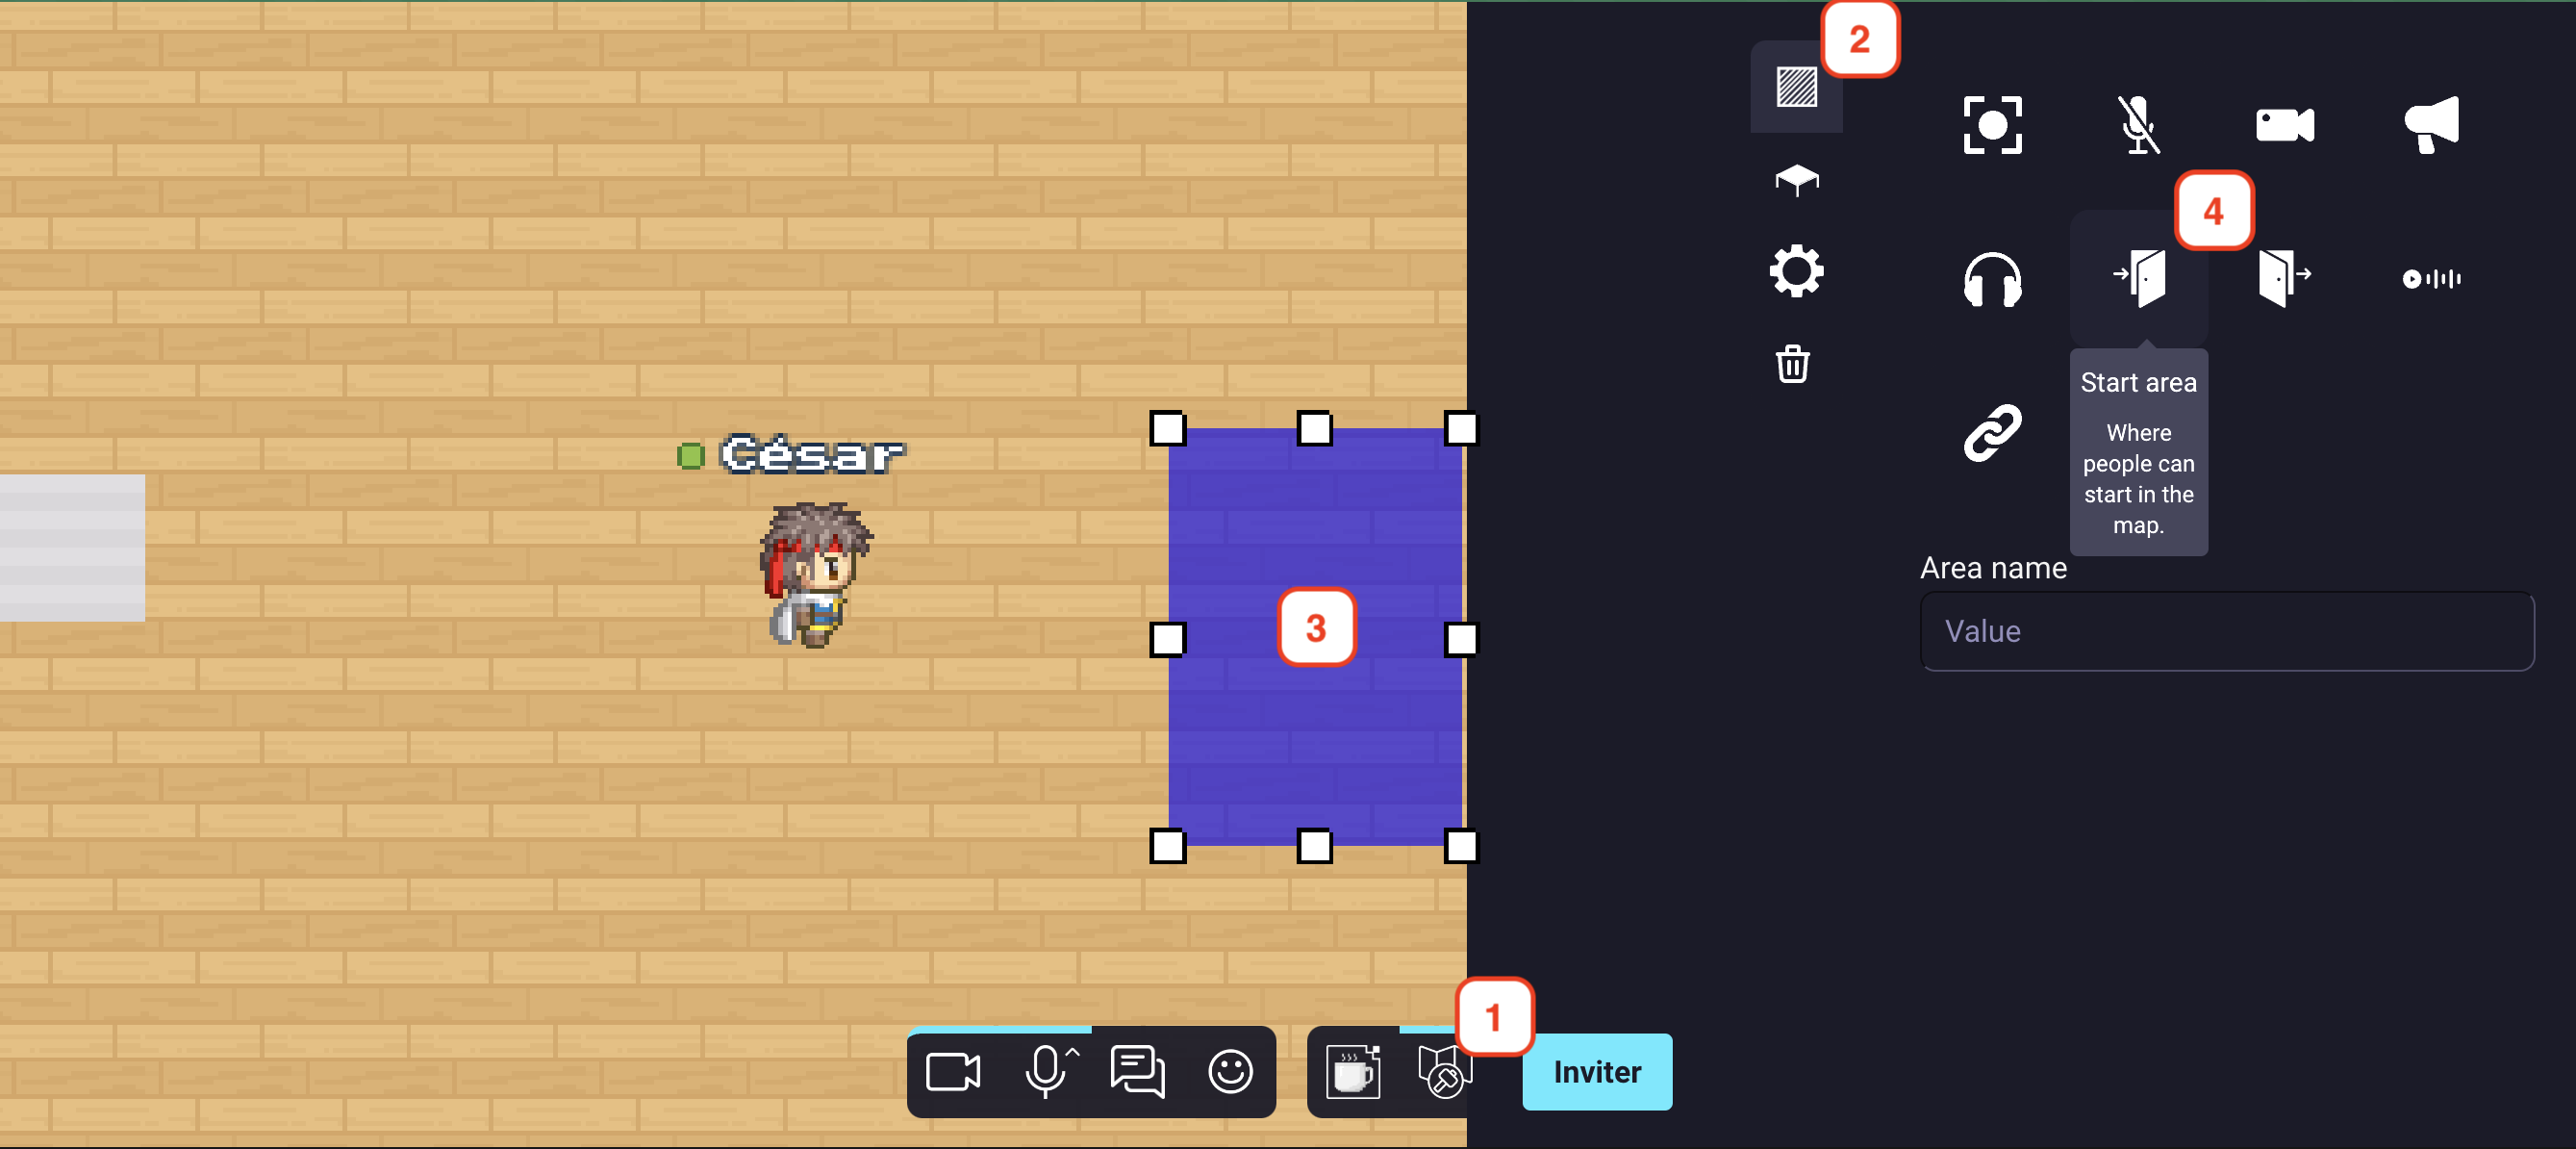 2
4
César
Start area
Where
people can
start in the
map.
Area name
Value
3
1
Inviter